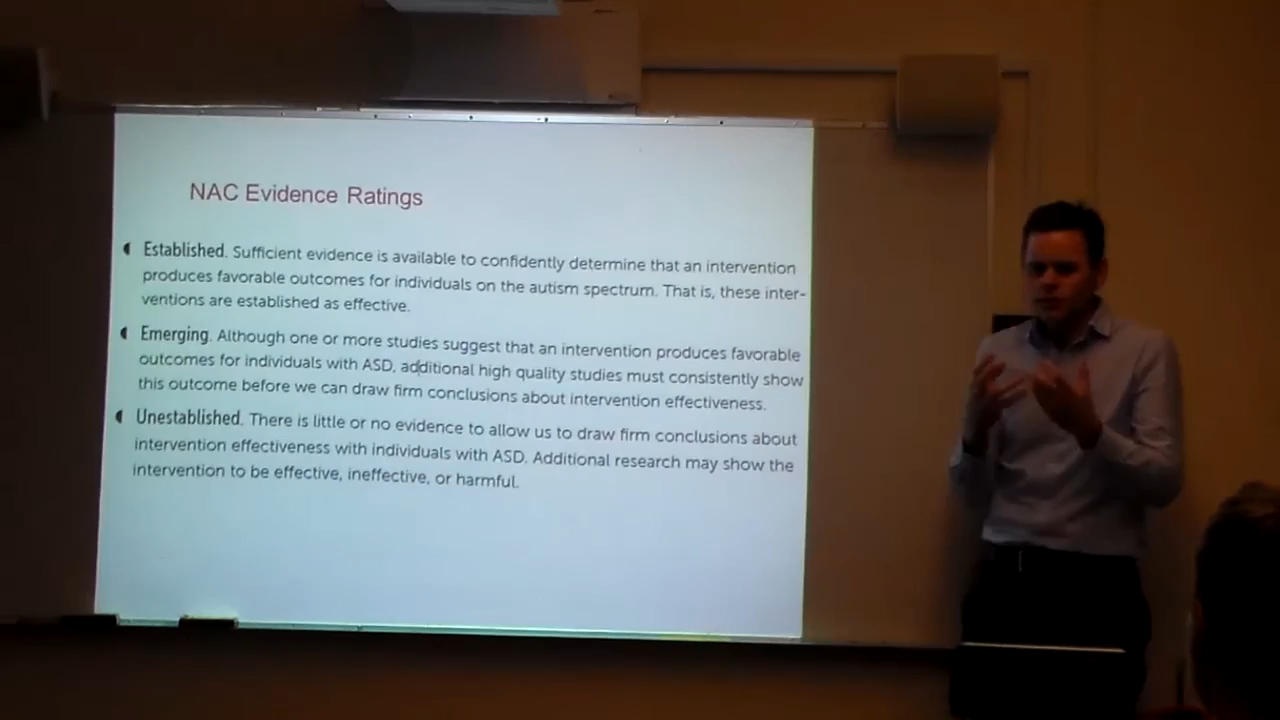 NAC Evidence Ratings
Established. Sufficient evidence is available to confidently determine that an intervention
produces favorable outcomes for individuals on the autism spectrum. That is, these inter-
ventions are established as effective.
Emerging. Although one or more studies suggest that an intervention produces favorable
outcomes for individuals with ASD, additional high quality studies must consistently show
this outcome before we can draw firm conclusions about intervention effectiveness.
Unestablished. There is little or no evidence to allow us to draw firm conclusions about
intervention effectiveness with individuals with ASD. Additional research may show the
intervention to be effective, ineffective, or harmful.